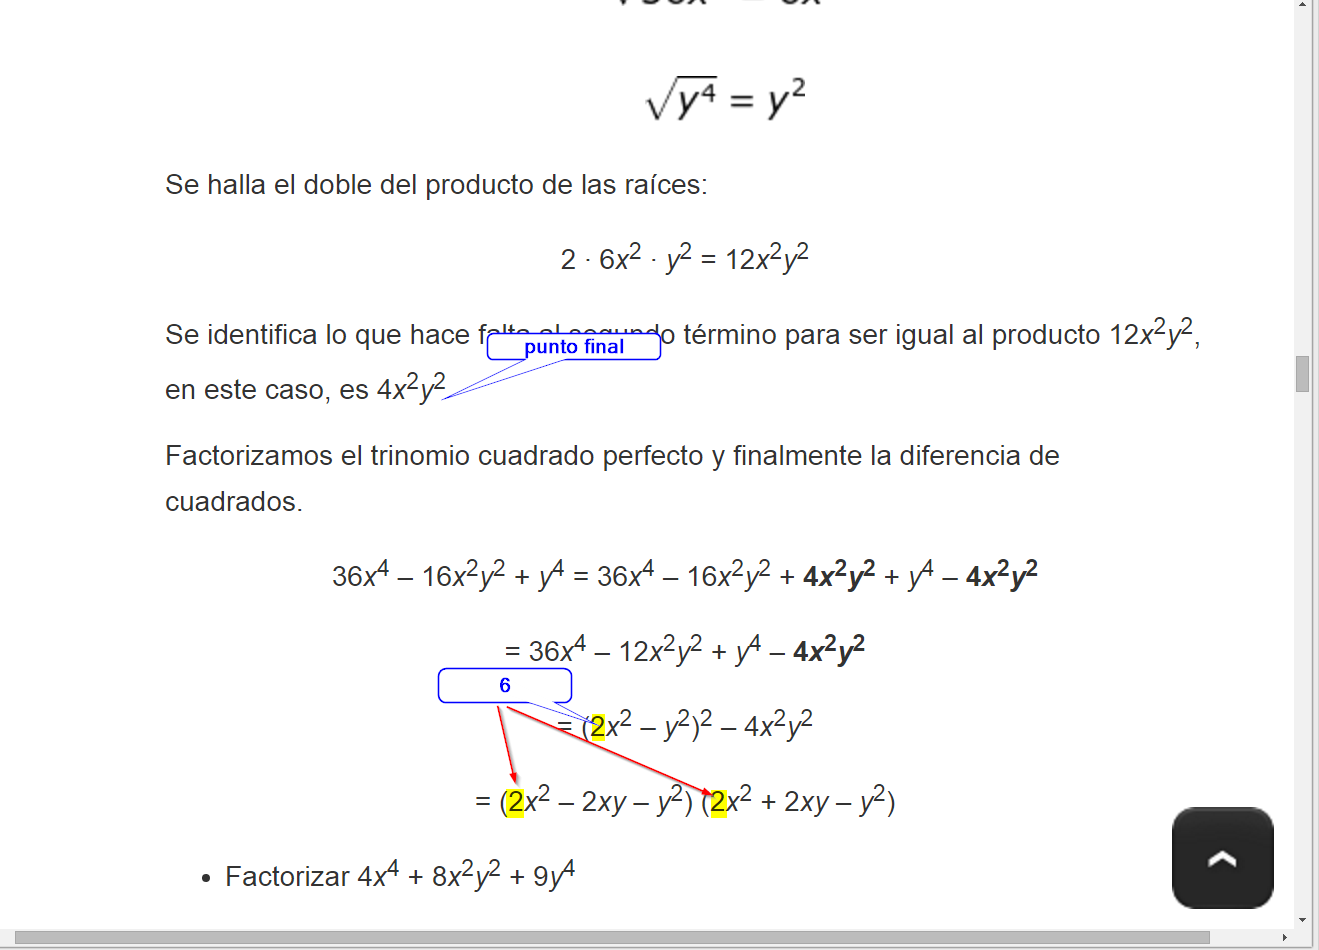 √y⁴ = y²
Se halla el doble del producto de las raíces:
2 · 6x² · y² = 12x²y²
Se identifica lo que hace falta al segundo término para ser igual al producto 12x²y²,
punto final
en este caso, es 4x²y²
Factorizamos el trinomio cuadrado perfecto y finalmente la diferencia de
cuadrados.
36x⁴ – 16x²y² + y⁴ = 36x⁴ – 16x²y² + 4x²y² + y⁴ – 4x²y²
= 36x⁴ – 12x²y² + y⁴ – 4x²y²
6
= (2x² – y²)² – 4x²y²
= (2x² – 2xy – y²) (2x² + 2xy – y²)
• Factorizar 4x⁴ + 8x²y² + 9y⁴